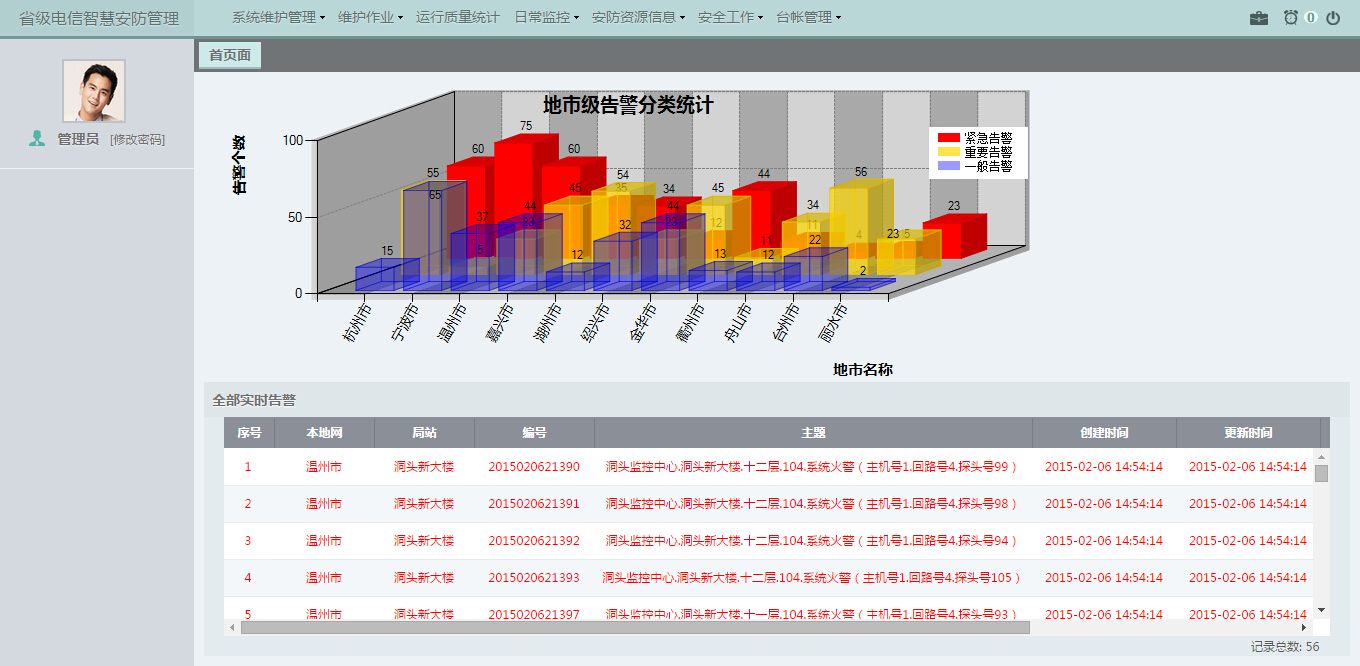 省级电信智慧安防管理 系统维护管理 维护作业 运行质量统计 日常监控 安防资源信息 安全工作 台帐管理 0
首页面
管理员 [修改密码]
地市级告警分类统计
告警个数
100
50
0
紧急告警
重要告警
一般告警
75
60 60
55 54 56
65 45 35 34 45 44
37 44 23 44 23 12 34 11 23
15 5 12 32 13 11 12 22 4 23 5
2
杭州市 宁波市 温州市 嘉兴市 湖州市 绍兴市 金华市 衢州市 舟山市 台州市 丽水市
地市名称
全部实时告警
序号 本地网 局站 编号 主题 创建时间 更新时间
1 温州市 洞头新大楼 2015020621390 洞头监控中心.洞头新大楼.十二层.104.系统火警（主机号1.回路号4.探头号99） 2015-02-06 14:54:14 2015-02-06 14:54:14
2 温州市 洞头新大楼 2015020621391 洞头监控中心.洞头新大楼.十二层.104.系统火警（主机号1.回路号4.探头号98） 2015-02-06 14:54:14 2015-02-06 14:54:14
3 温州市 洞头新大楼 2015020621392 洞头监控中心.洞头新大楼.十二层.104.系统火警（主机号1.回路号4.探头号94） 2015-02-06 14:54:14 2015-02-06 14:54:14
4 温州市 洞头新大楼 2015020621393 洞头监控中心.洞头新大楼.十二层.104.系统火警（主机号1.回路号4.探头号105） 2015-02-06 14:54:14 2015-02-06 14:54:14
5 温州市 洞头新大楼 2015020621397 洞头监控中心.洞头新大楼.十一层.104.系统火警（主机号1.回路号4.探头号93） 2015-02-06 14:54:14 2015-02-06 14:54:14
记录总数: 56